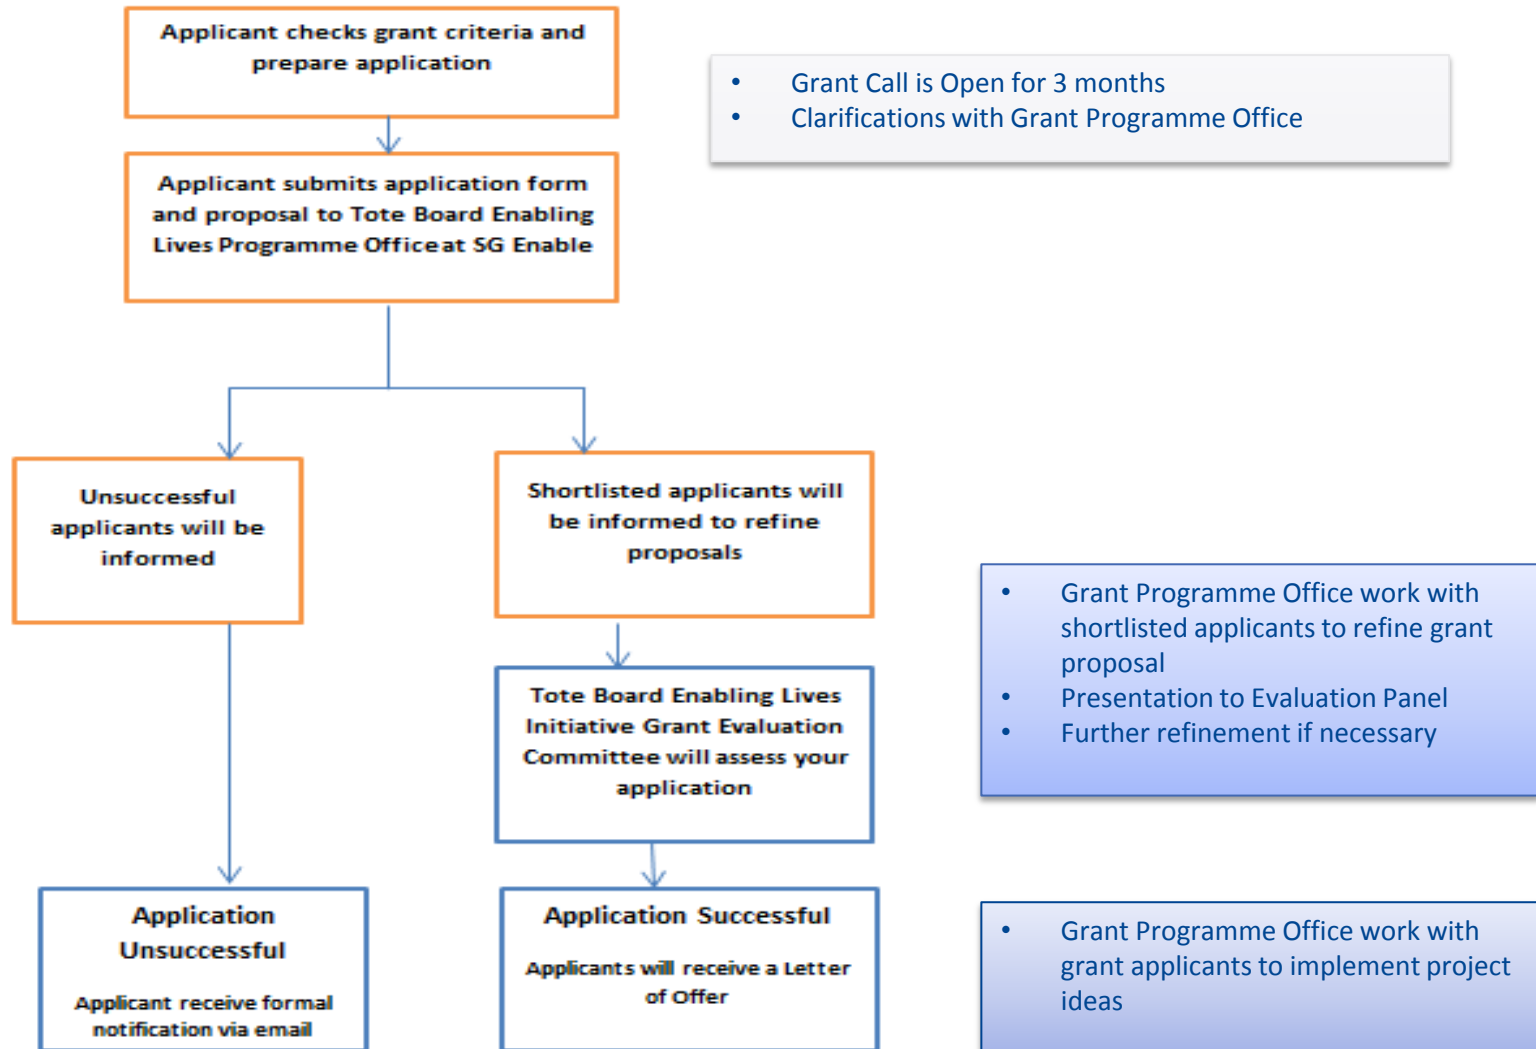 Applicant checks grant criteria and
prepare application
• Grant Call is Open for 3 months
• Clarifications with Grant Programme Office
Applicant submits application form
and proposal to Tote Board Enabling
Lives Programme Office at SG Enable
Unsuccessful
applicants will be
informed
Shortlisted applicants will
be informed to refine
proposals
• Grant Programme Office work with
shortlisted applicants to refine grant
proposal
• Presentation to Evaluation Panel
• Further refinement if necessary
Tote Board Enabling Lives
Initiative Grant Evaluation
Committee will assess your
application
Application
Unsuccessful
Applicant receive formal
notification via email
Application Successful
Applicants will receive a Letter
of Offer
• Grant Programme Office work with
grant applicants to implement project
ideas